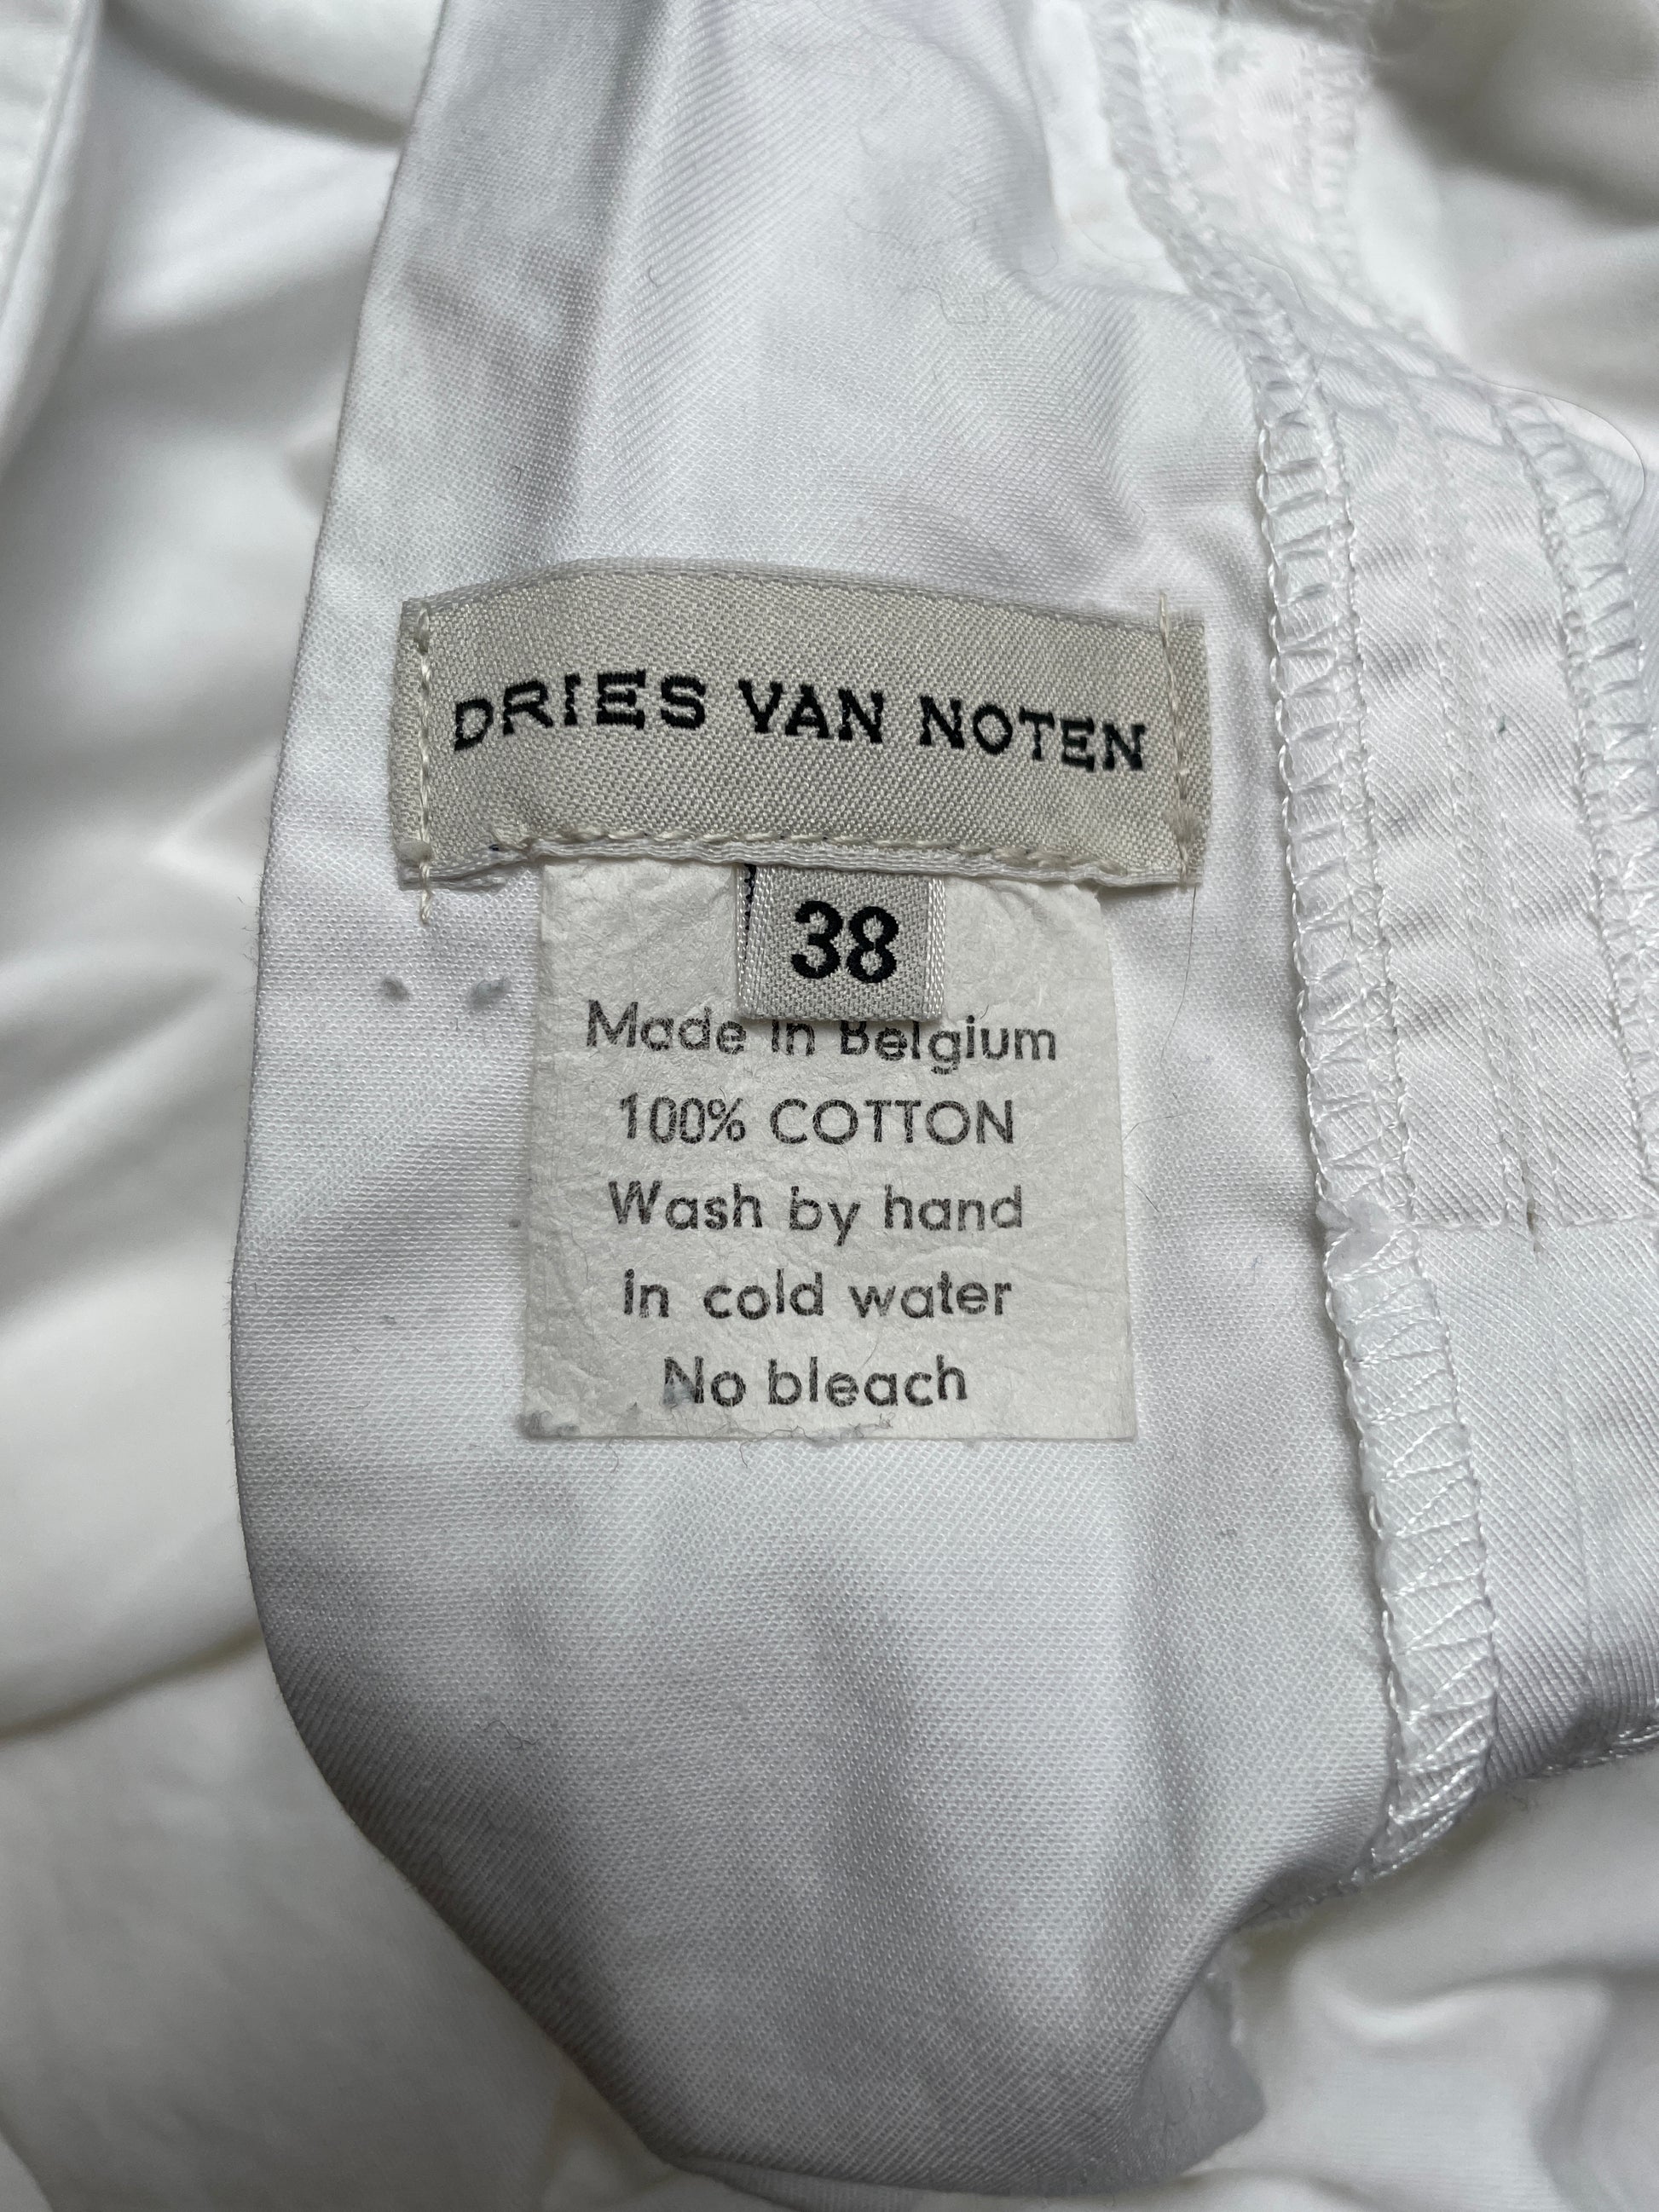 DRIES VAN NOTEN
38
Made in Belgium
100% COTTON
Wash by hand
in cold water
No bleach